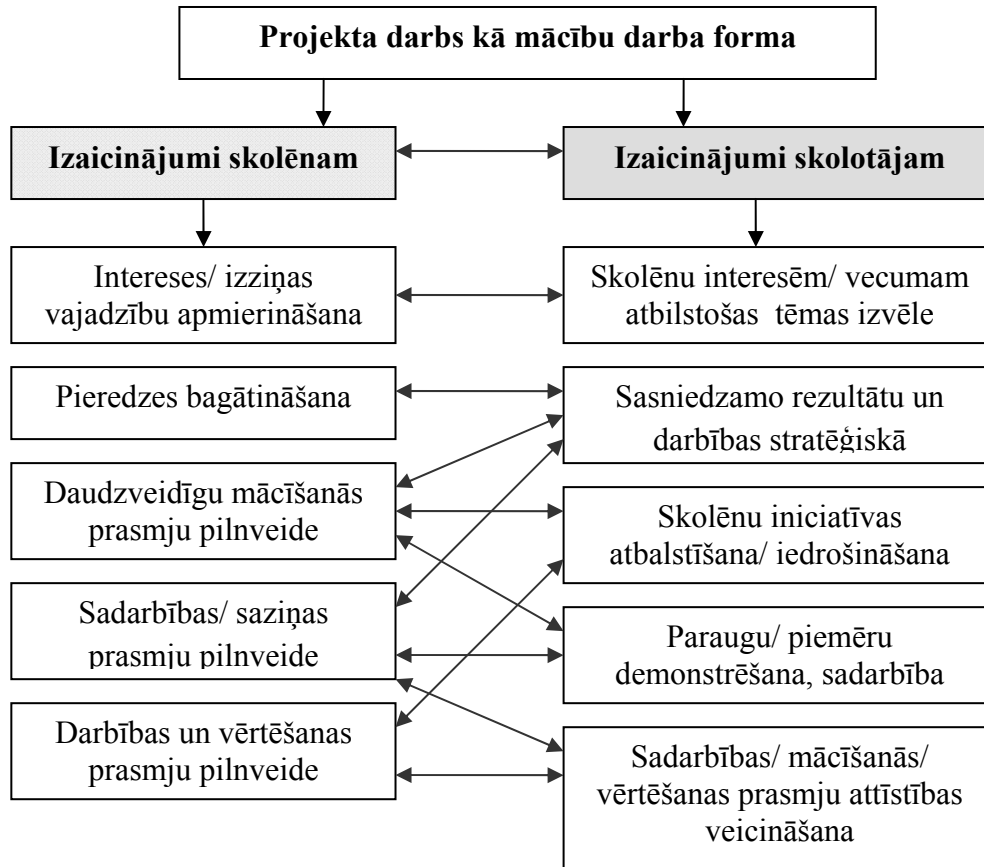 Projekta darbs kā mācību darba forma
Izaicinājumi skolēnam
Izaicinājumi skolotājam
Intereses/ izziņas
vajadzību apmierināšana
Skolēnu interesēm/ vecumam
atbilstošas tēmas izvēle
Pieredzes bagātināšana
Sasniedzamo rezultātu un
darbības stratēģiskā
Daudzveidīgu mācīšanās
prasmju pilnveide
Skolēnu iniciatīvas
atbalstīšana/ iedrošināšana
Sadarbības/ saziņas
prasmju pilnveide
Paraugu/ piemēru
demonstrēšana, sadarbība
Darbības un vērtēšanas
prasmju pilnveide
Sadarbības/ mācīšanās/
vērtēšanas prasmju attīstības
veicināšana